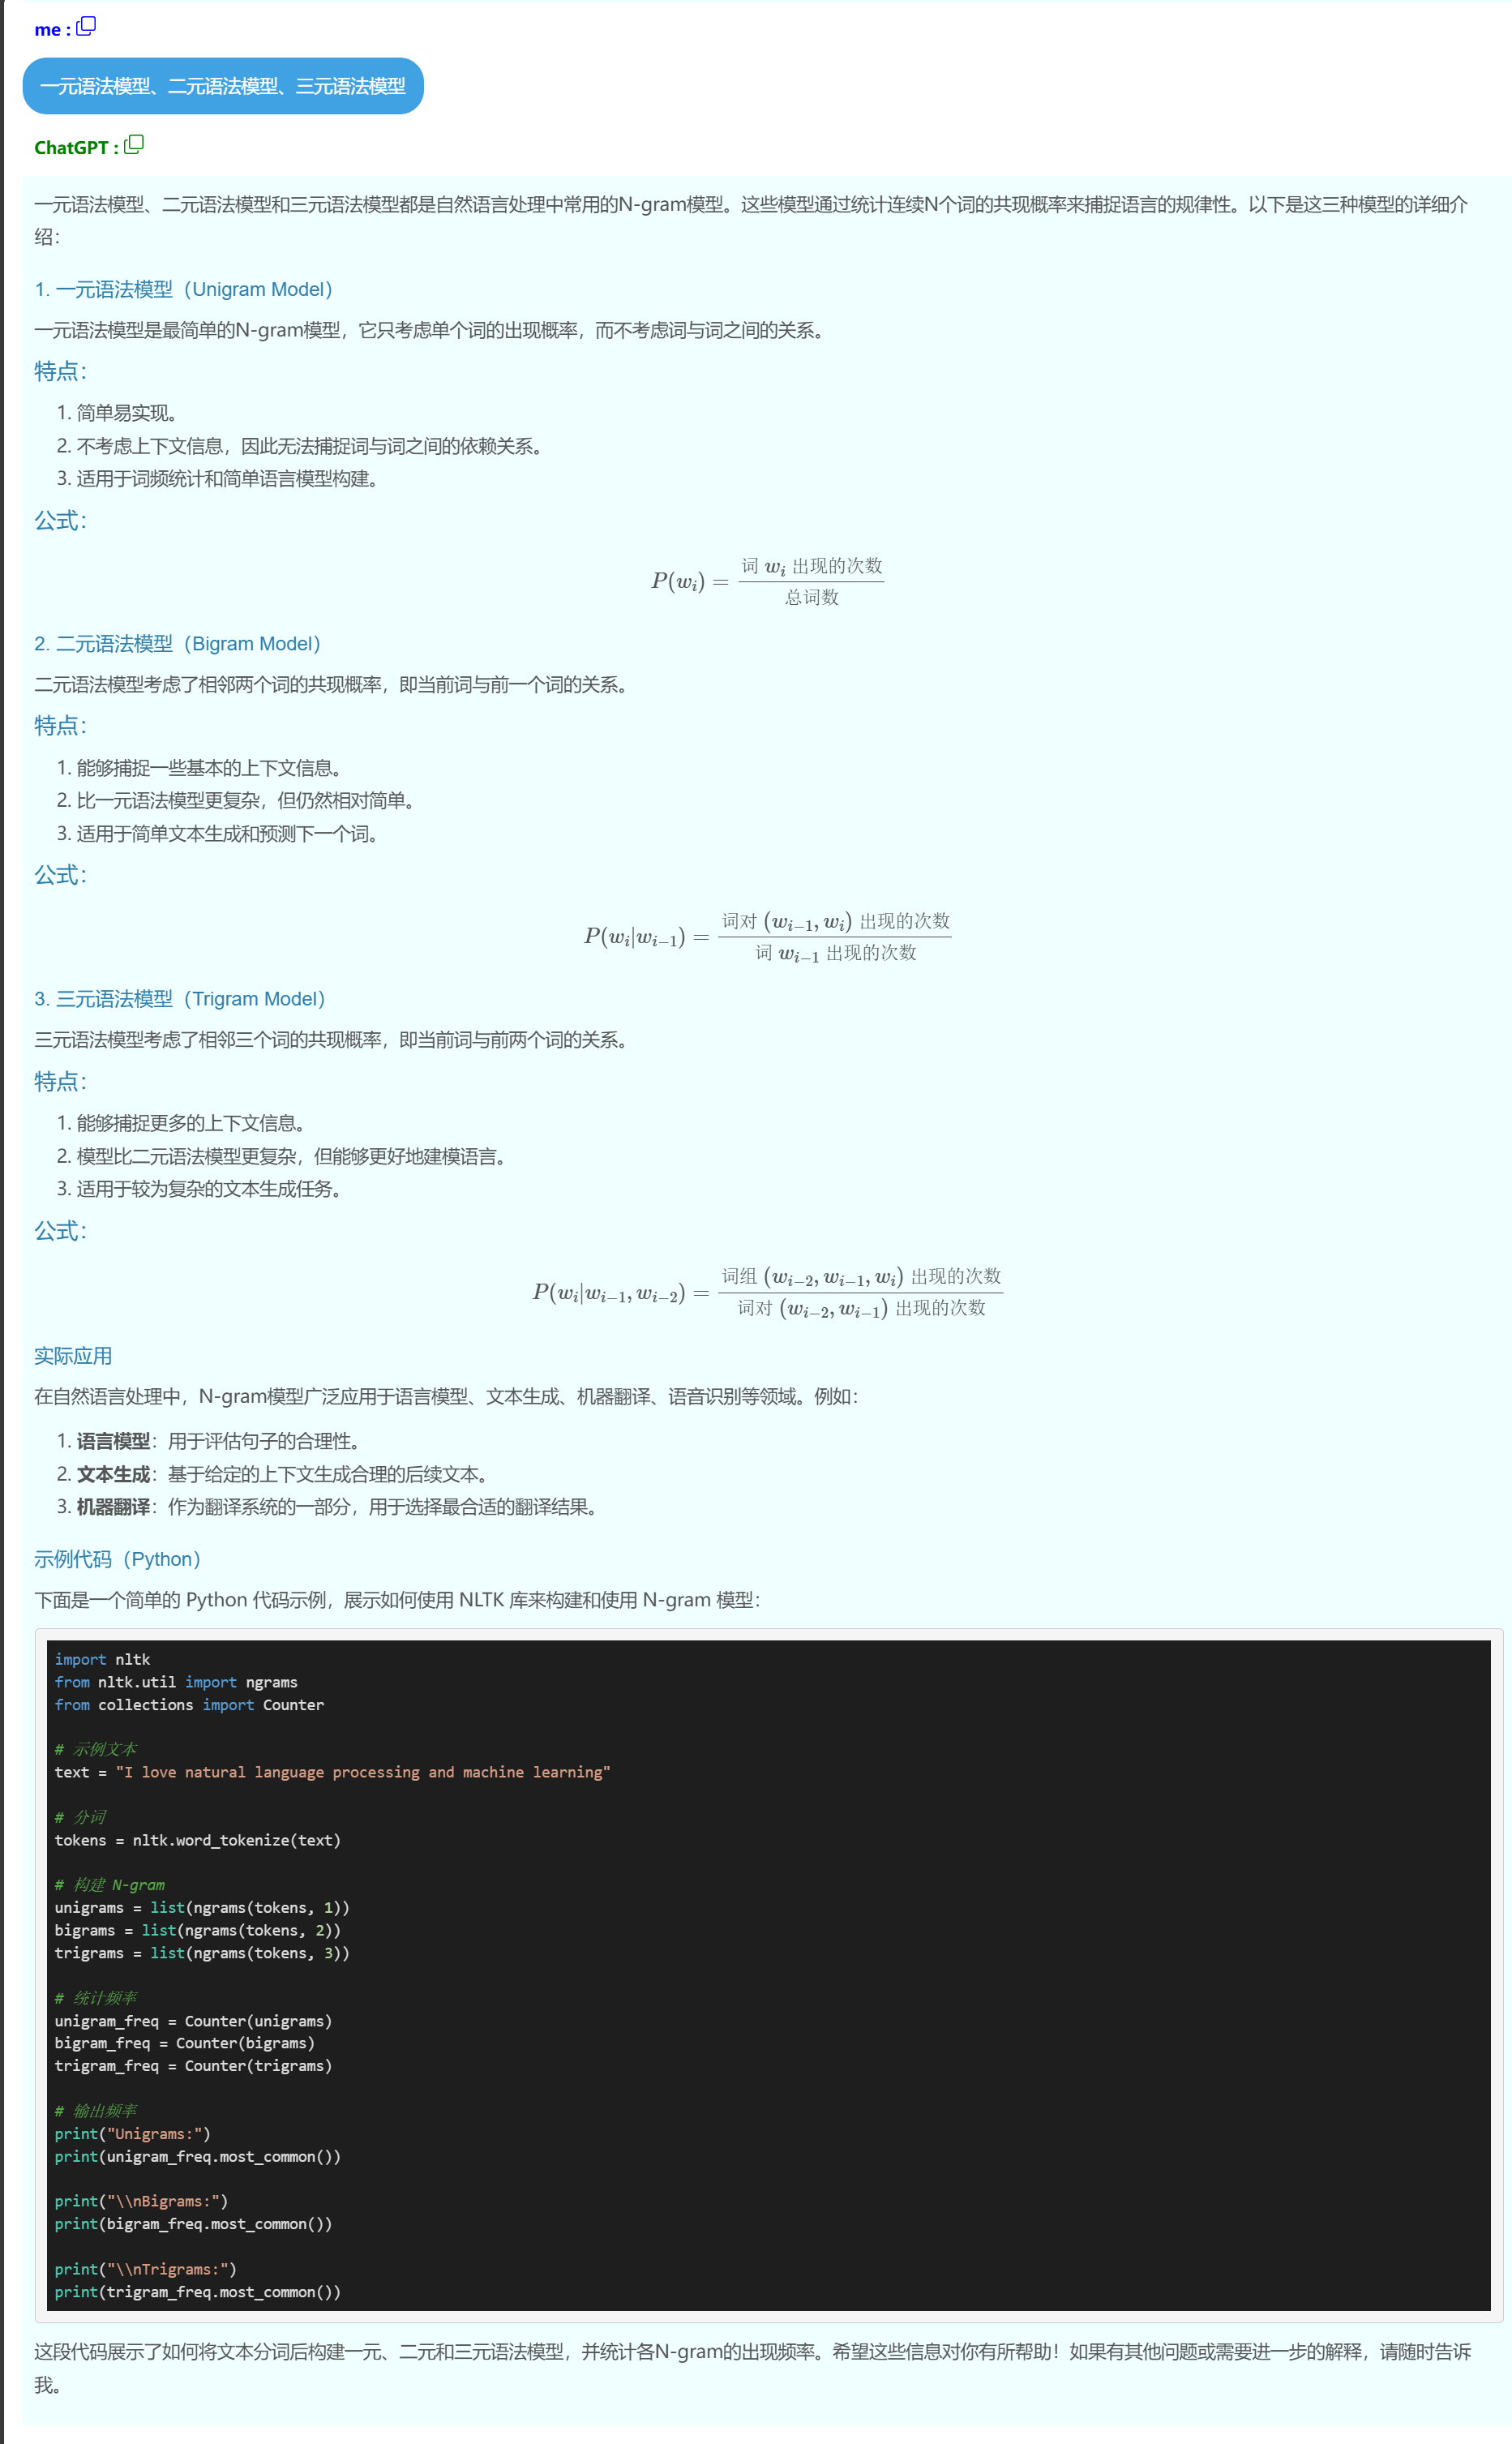 me :
一元语法模型、二元语法模型、三元语法模型
ChatGPT :
一元语法模型、二元语法模型和三元语法模型都是自然语言处理中常用的N-gram模型。这些模型通过统计连续N个词的共现概率来捕捉语言的规律性。以下是这三种模型的详细介
绍：
1. 一元语法模型（Unigram Model）
一元语法模型是最简单的N-gram模型，它只考虑单个词的出现概率，而不考虑词与词之间的关系。
特点：
1. 简单易实现。
2. 不考虑上下文信息，因此无法捕捉词与词之间的依赖关系。
3. 适用于词频统计和简单语言模型构建。
公式：
P(w_i) = \frac{词 w_i 出现的次数}{总词数}
2. 二元语法模型（Bigram Model）
二元语法模型考虑了相邻两个词的共现概率，即当前词与前一个词的关系。
特点：
1. 能够捕捉一些基本的上下文信息。
2. 比一元语法模型更复杂，但仍然相对简单。
3. 适用于简单文本生成和预测下一个词。
公式：
P(w_i|w_{i-1}) = \frac{词对 (w_{i-1}, w_i) 出现的次数}{词 w_{i-1} 出现的次数}
3. 三元语法模型（Trigram Model）
三元语法模型考虑了相邻三个词的共现概率，即当前词与前两个词的关系。
特点：
1. 能够捕捉更多的上下文信息。
2. 模型比二元语法模型更复杂，但能够更好地建模语言。
3. 适用于较为复杂的文本生成任务。
公式：
P(w_i|w_{i-1}, w_{i-2}) = \frac{词组 (w_{i-2}, w_{i-1}, w_i) 出现的次数}{词对 (w_{i-2}, w_{i-1}) 出现的次数}
实际应用
在自然语言处理中，N-gram模型广泛应用于语言模型、文本生成、机器翻译、语音识别等领域。例如：
1. 语言模型：用于评估句子的合理性。
2. 文本生成：基于给定的上下文生成合理的后续文本。
3. 机器翻译：作为翻译系统的一部分，用于选择最合适的翻译结果。
示例代码（Python）
下面是一个简单的 Python 代码示例，展示如何使用 NLTK 库来构建和使用 N-gram 模型：
import nltk
from nltk.util import ngrams
from collections import Counter
# 示例文本
text = "I love natural language processing and machine learning"
# 分词
tokens = nltk.word_tokenize(text)
# 构建 N-gram
unigrams = list(ngrams(tokens, 1))
bigrams = list(ngrams(tokens, 2))
trigrams = list(ngrams(tokens, 3))
# 统计频率
unigram_freq = Counter(unigrams)
bigram_freq = Counter(bigrams)
trigram_freq = Counter(trigrams)
# 输出频率
print("Unigrams:")
print(unigram_freq.most_common())
print("\\nBigrams:")
print(bigram_freq.most_common())
print("\\nTrigrams:")
print(trigram_freq.most_common())
这段代码展示了如何将文本分词后构建一元、二元和三元语法模型，并统计各N-gram的出现频率。希望这些信息对你有所帮助！如果有其他问题或需要进一步的解释，请随时告诉
我。